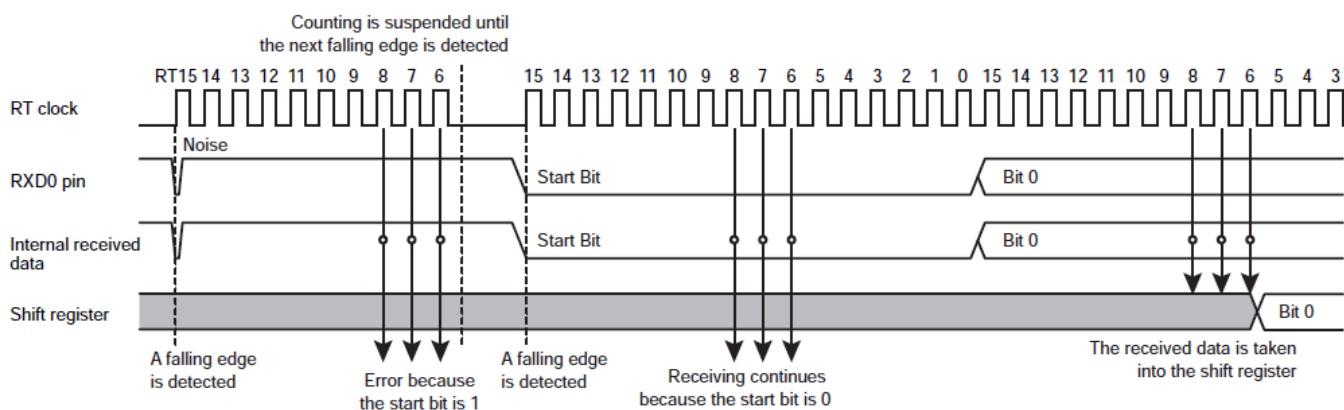 Counting is suspended until
the next falling edge is detected
RT15 14 13 12 11 10 9 8 7 6 15 14 13 12 11 10 9 8 7 6 5 4 3 2 1 0 15 14 13 12 11 10 9 8 7 6 5 4 3
RT clock
Noise
RXD0 pin
Start Bit
Bit 0
Internal received
data
Start Bit
Bit 0
Shift register
Bit 0
A falling edge
is detected
Error because
the start bit is 1
A falling edge
is detected
Receiving continues
because the start bit is 0
The received data is taken
into the shift register